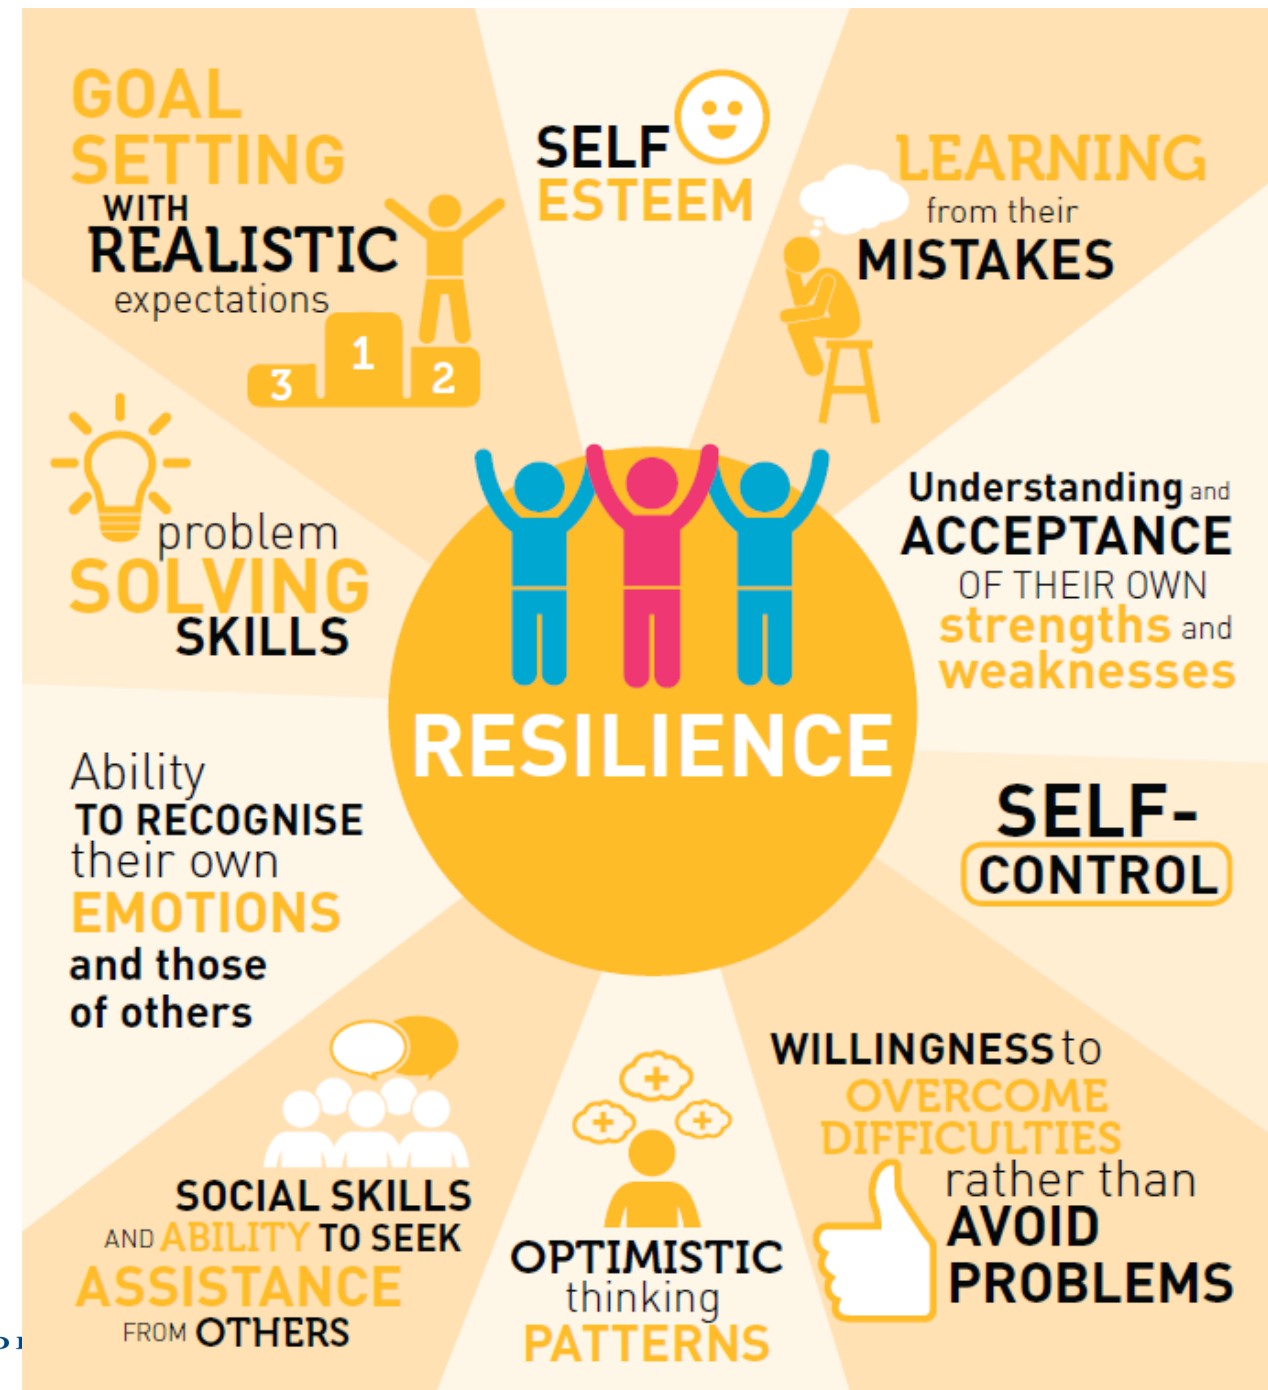 GOAL
SETTING
WITH
REALISTIC
expectations
1
2
3
SELF
ESTEEM
LEARNING
from their
MISTAKES
Understanding and
ACCEPTANCE
OF THEIR OWN
strengths and
weaknesses
SELF-
CONTROL
WILLINGNESS to
OVERCOME
DIFFICULTIES
rather than
AVOID
PROBLEMS
OPTIMISTIC
thinking
PATTERNS
SOCIAL SKILLS
AND ABILITY TO SEEK
ASSISTANCE
FROM OTHERS
Ability
TO RECOGNISE
their own
EMOTIONS
and those
of others
problem
SOLVING
SKILLS
RESILIENCE